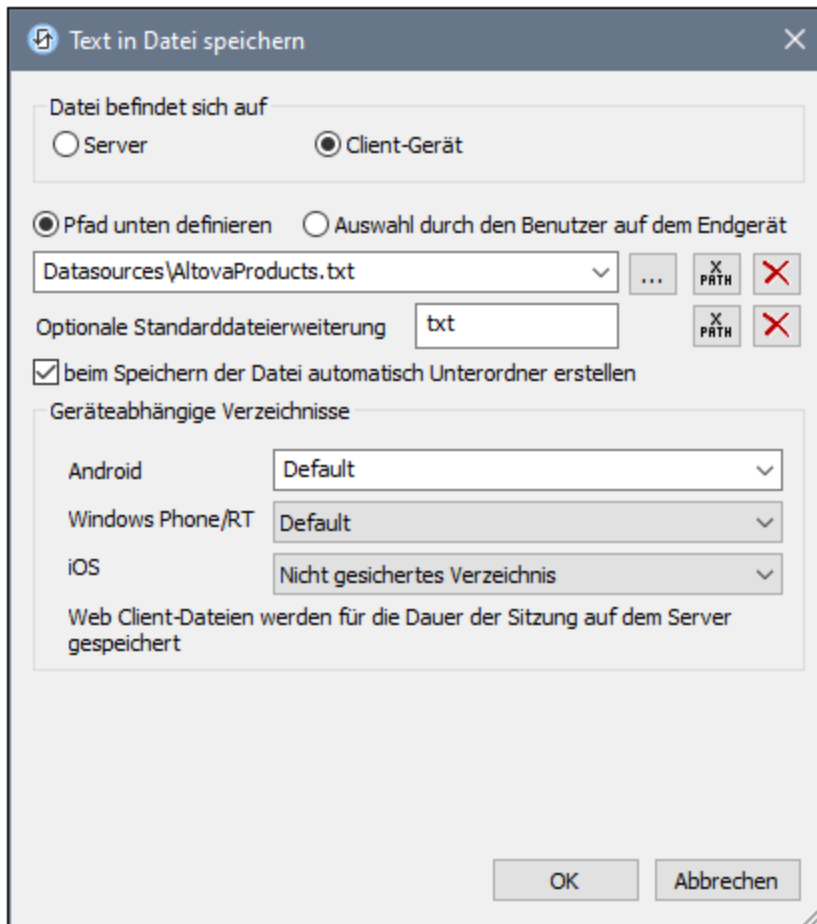 Text in Datei speichern
Datei befindet sich auf
Server Client-Gerät
Pfad unten definieren Auswahl durch den Benutzer auf dem Endgerät
Datasources\AltovaProducts.txt ... X PATH
Optionale Standarddateierweiterung txt X PATH
beim Speichern der Datei automatisch Unterordner erstellen
Geräteabhängige Verzeichnisse
Android Default
Windows Phone/RT Default
iOS Nicht gesichertes Verzeichnis
Web Client-Dateien werden für die Dauer der Sitzung auf dem Server
gespeichert
OK Abbrechen